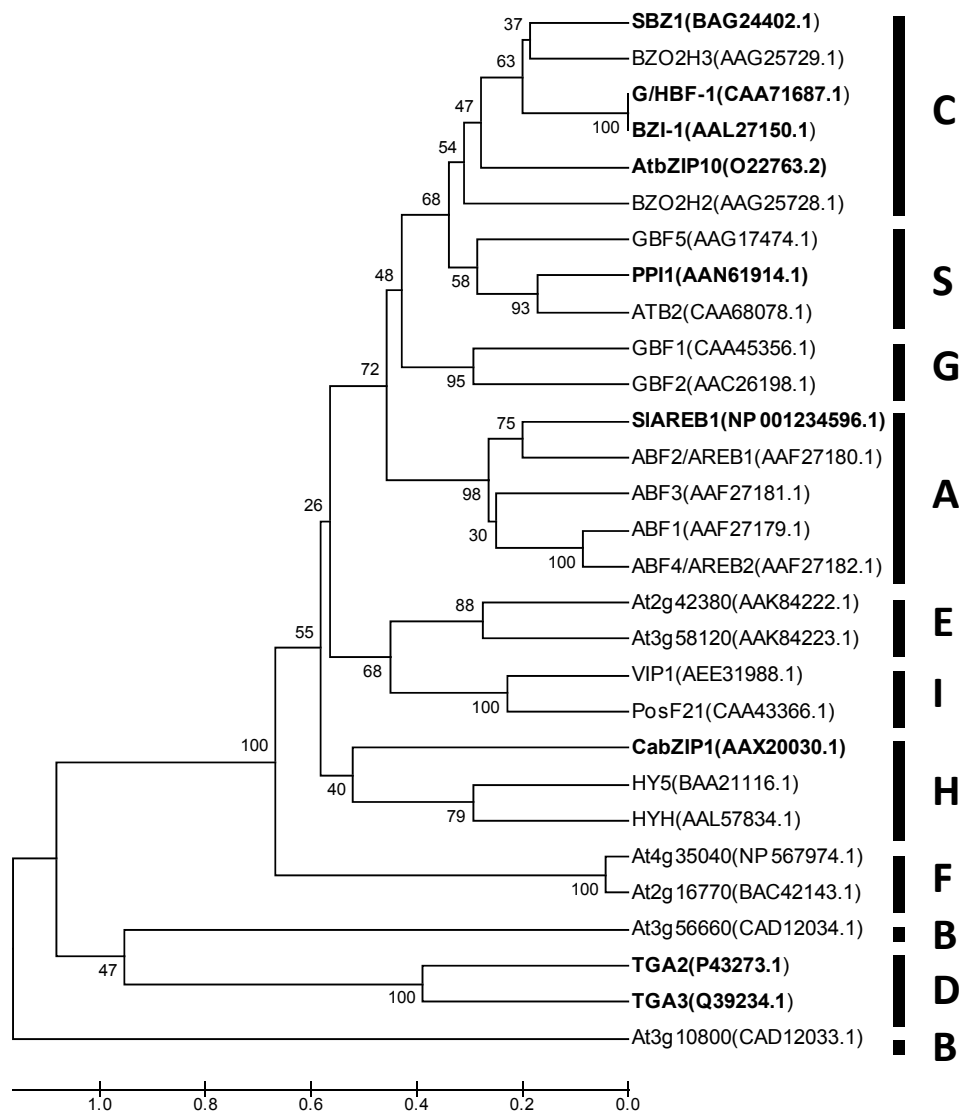 SBZ1(BAG24402.1)
BZO2H3(AAG25729.1)
G/HBF-1(CAA71687.1)
BZI-1(AAL27150.1)
AtbZIP10(O22763.2)
BZO2H2(AAG25728.1)
GBF5(AAG17474.1)
PPI1(AAN61914.1)
ATB2(CAA68078.1)
GBF1(CAA45356.1)
GBF2(AAC26198.1)
SlAREB1(NP 001234596.1)
ABF2/AREB1(AAF27180.1)
ABF3(AAF27181.1)
ABF1(AAF27179.1)
ABF4/AREB2(AAF27182.1)
At2g42380(AAK84222.1)
At3g58120(AAK84223.1)
VIP1(AEE31988.1)
PosF21(CAA43366.1)
CabZIP1(AAX20030.1)
HY5(BAA21116.1)
HYH(AAL57834.1)
At4g35040(NP 567974.1)
At2g16770(BAC42143.1)
At3g56660(CAD12034.1)
TGA2(P43273.1)
TGA3(Q39234.1)
At3g10800(CAD12033.1)
C
S
G
A
E
I
H
F
B
D
B
37
63
100
47
54
68
58
93
48
95
72
75
98
30
100
26
88
68
100
55
40
79
100
100
47
100
1.0 0.8 0.6 0.4 0.2 0.0